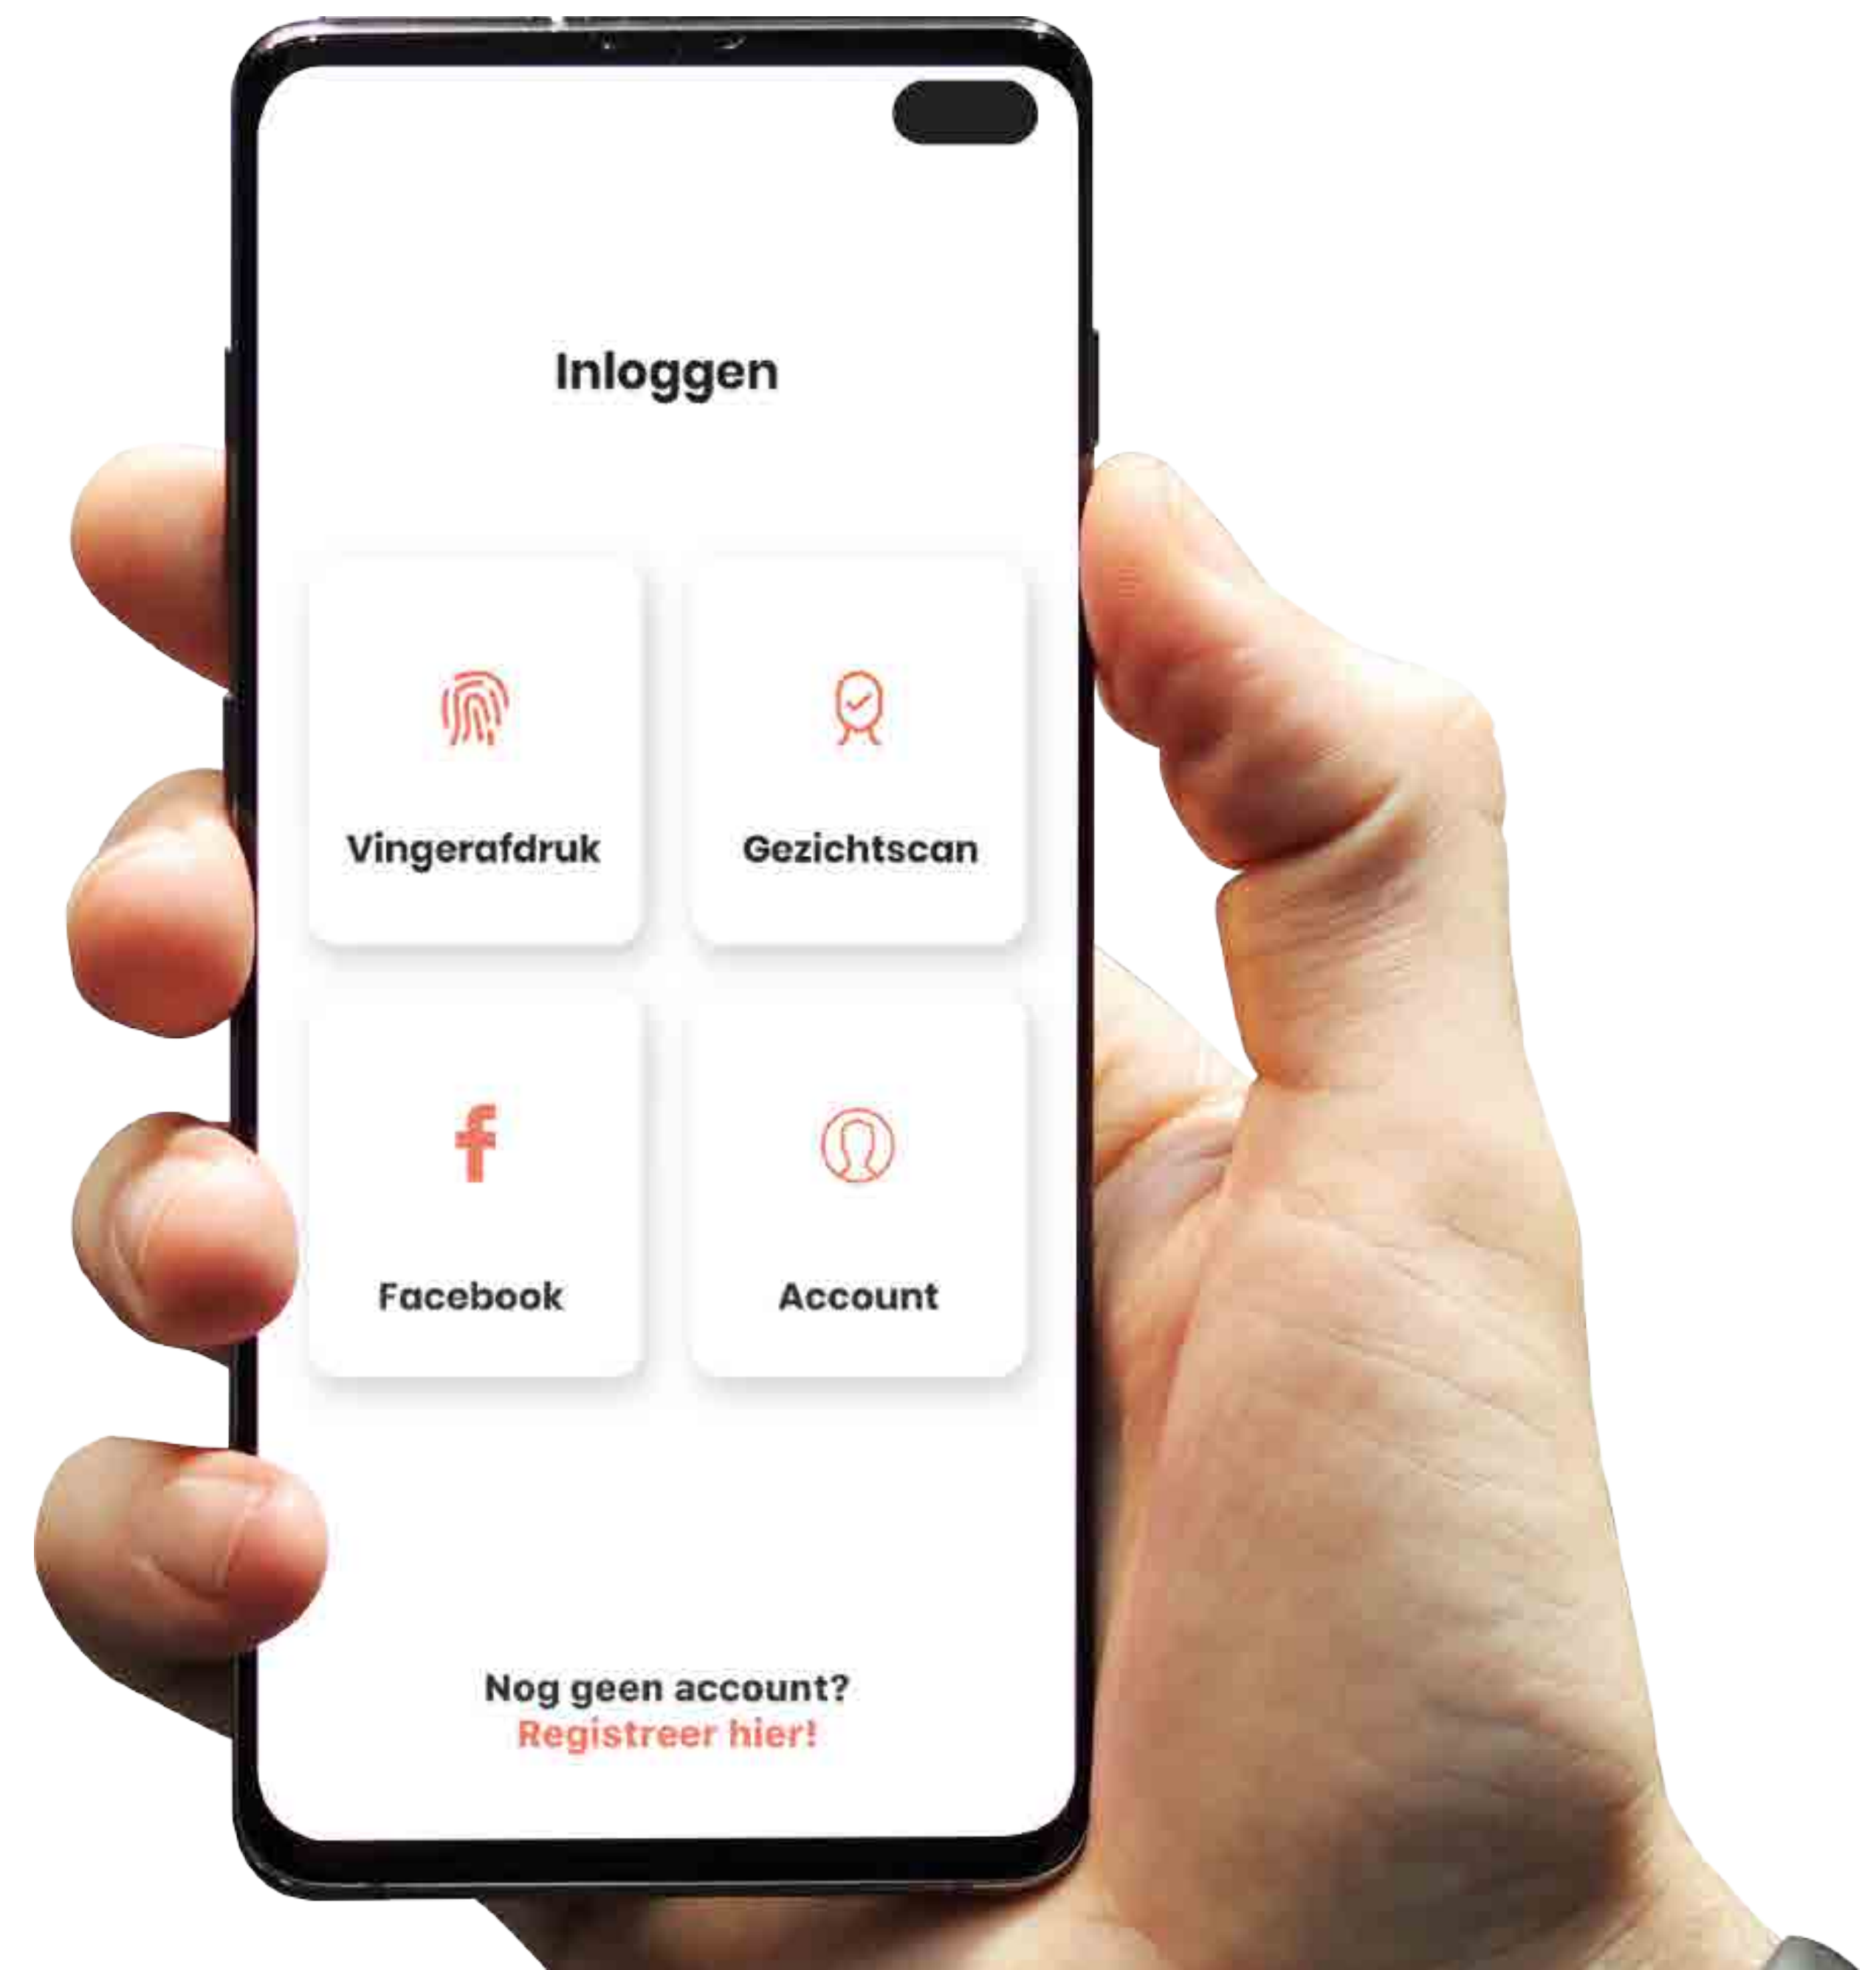 Inloggen
Vingerafdruk
Gezichtscan
Facebook
Account
Nog geen account?
Registreer hier!